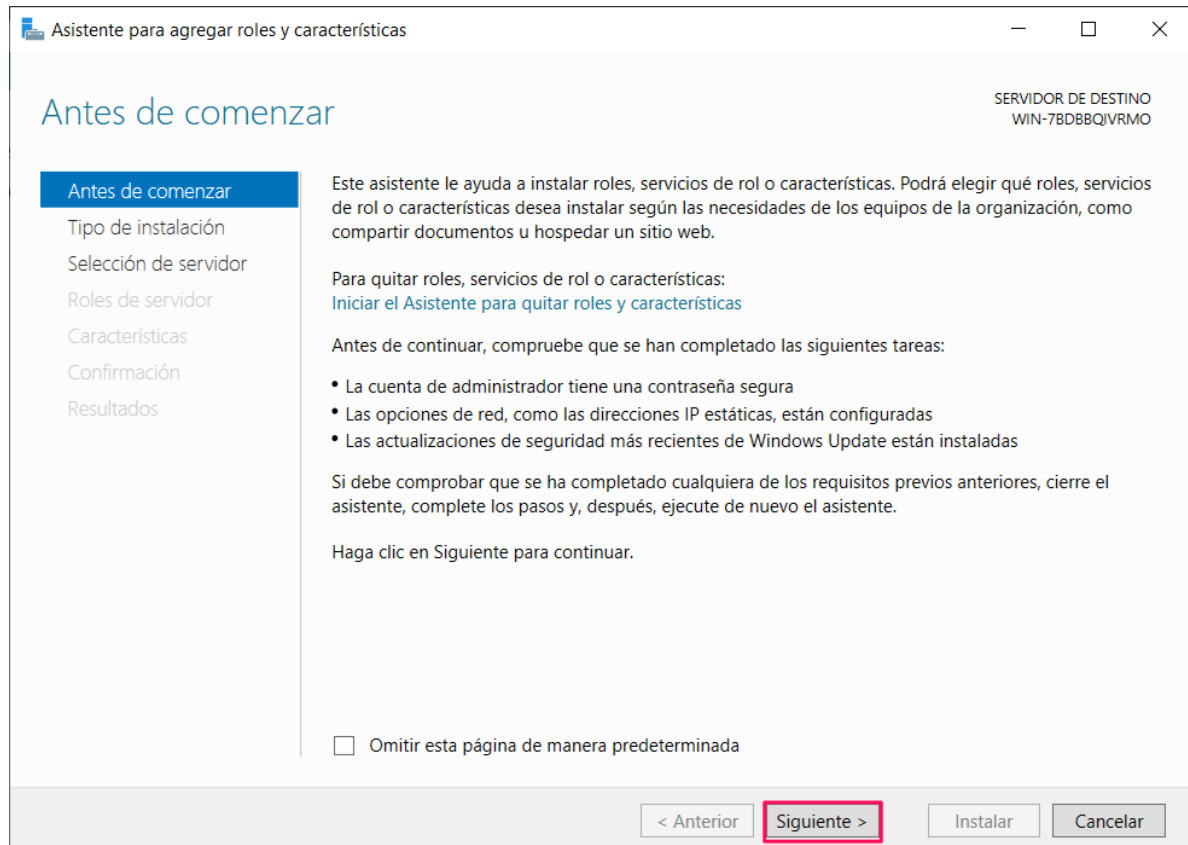 Asistente para agregar roles y características
Antes de comenzar
SERVIDOR DE DESTINO
WIN-7BDBBQIVRMO
Antes de comenzar
Tipo de instalación
Selección de servidor
Roles de servidor
Características
Confirmación
Resultados
Este asistente le ayuda a instalar roles, servicios de rol o características. Podrá elegir qué roles, servicios
de rol o características desea instalar según las necesidades de los equipos de la organización, como
compartir documentos u hospedar un sitio web.
Para quitar roles, servicios de rol o características:
Iniciar el Asistente para quitar roles y características
Antes de continuar, compruebe que se han completado las siguientes tareas:
• La cuenta de administrador tiene una contraseña segura
• Las opciones de red, como las direcciones IP estáticas, están configuradas
• Las actualizaciones de seguridad más recientes de Windows Update están instaladas
Si debe comprobar que se ha completado cualquiera de los requisitos previos anteriores, cierre el
asistente, complete los pasos y, después, ejecute de nuevo el asistente.
Haga clic en Siguiente para continuar.
Omitir esta página de manera predeterminada
< Anterior
Siguiente >
Instalar
Cancelar